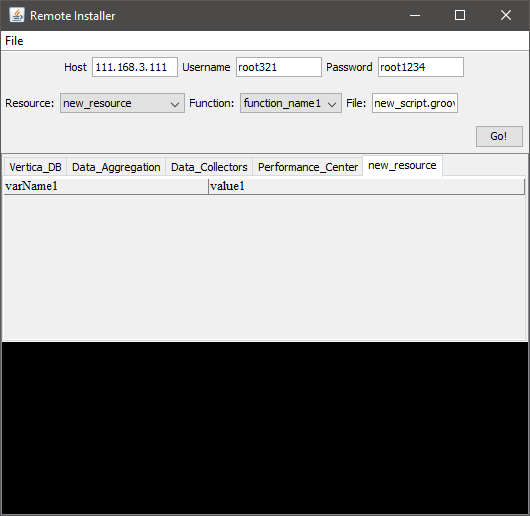 Remote Installer
File
Host 111.168.3.111 Username root321 Password root1234
Resource: new_resource Function: function_name1 File: new_script.groov
Go!
Vertica_DB Data_Aggregation Data_Collectors Performance_Center new_resource
varName1 value1